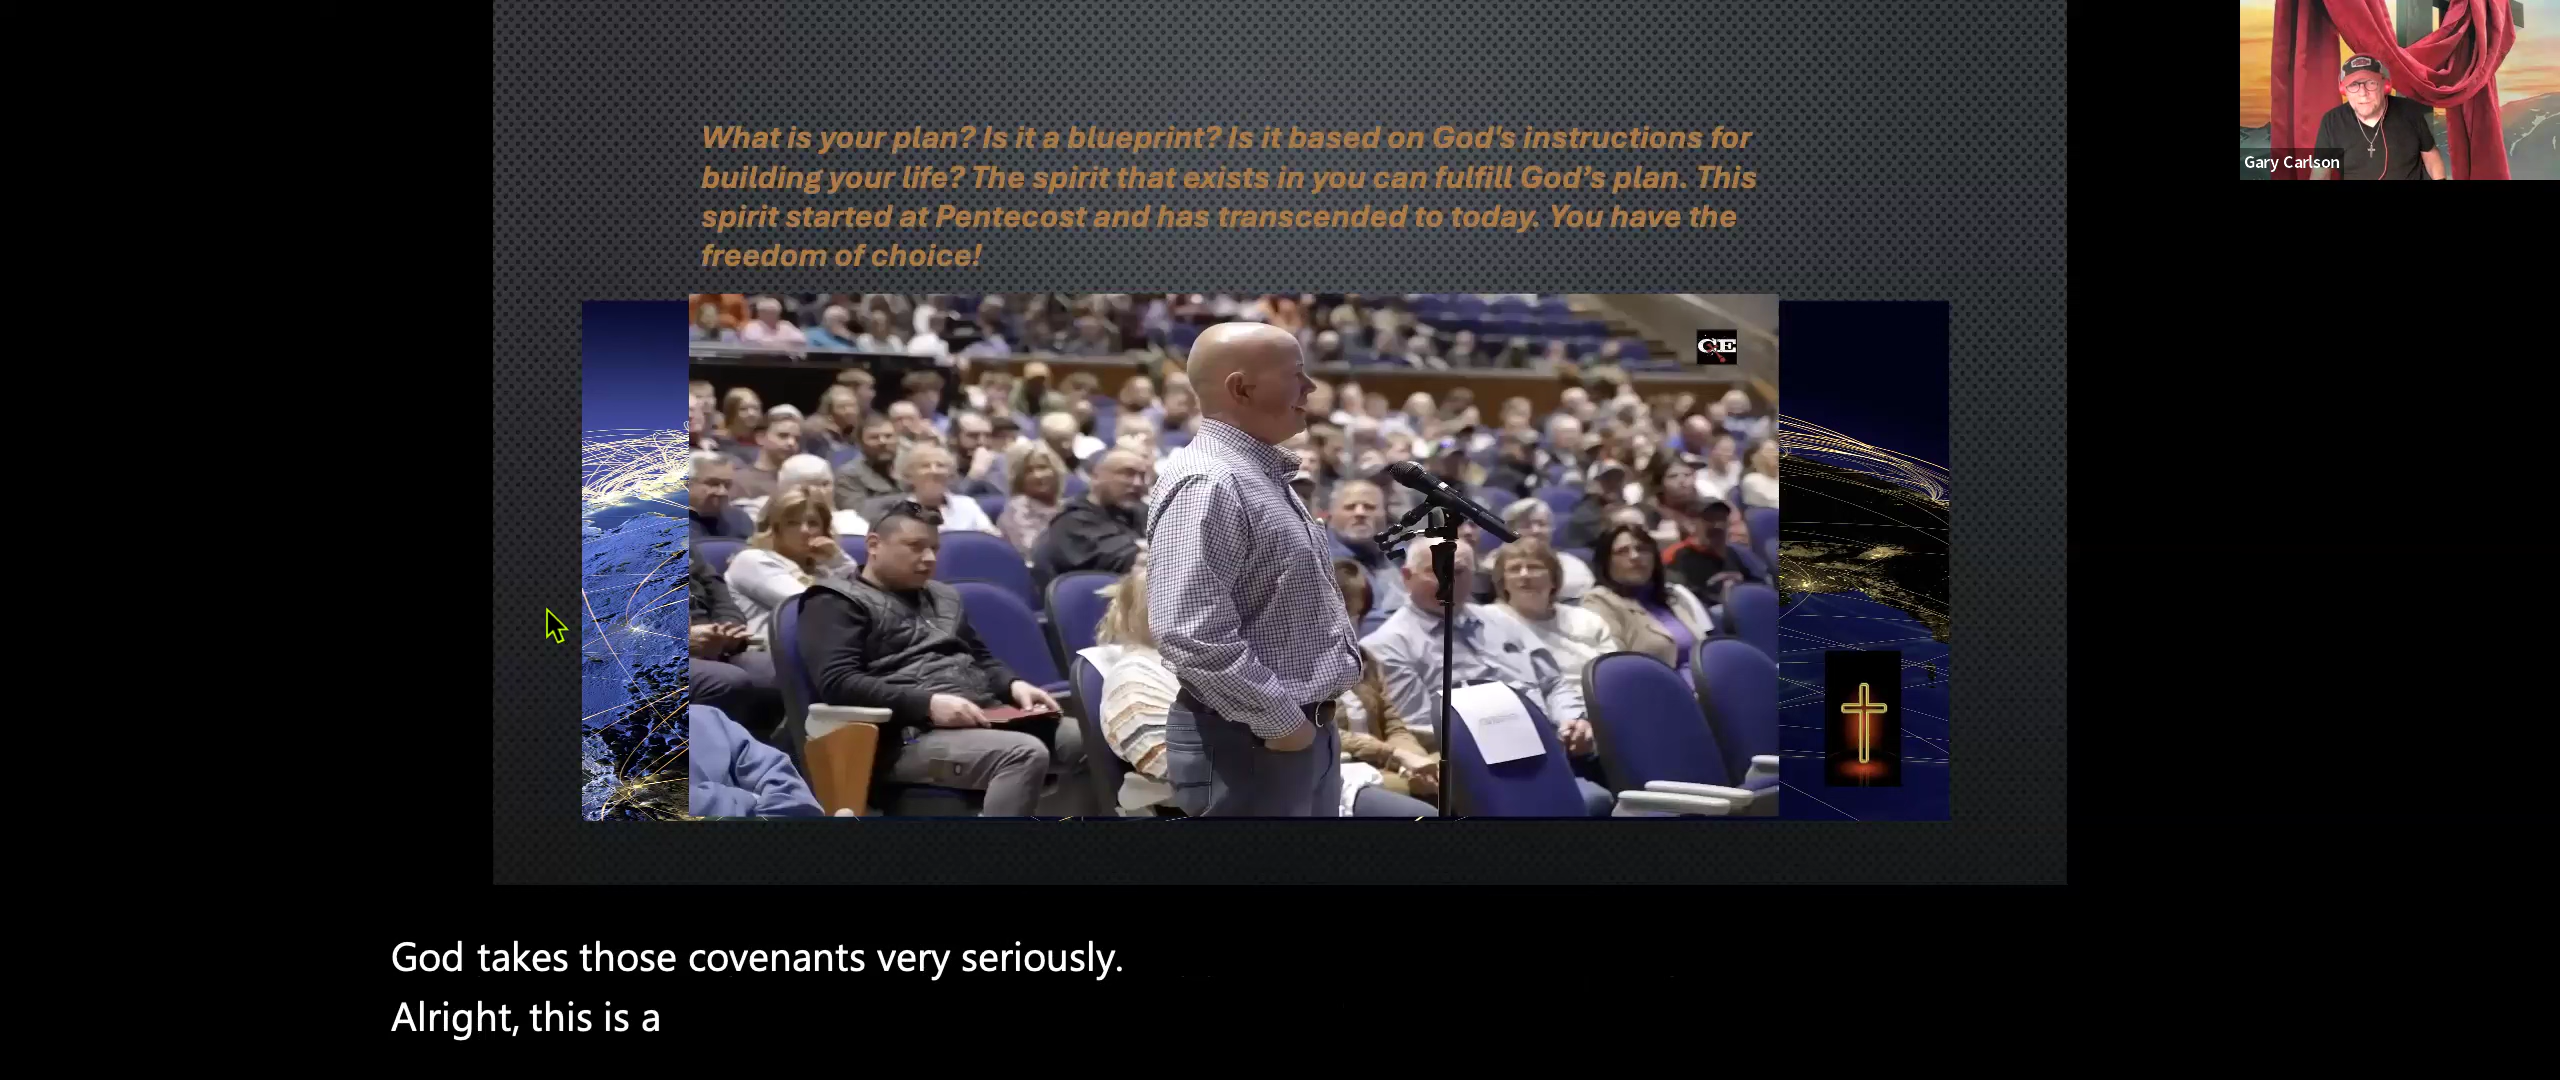 What is your plan? Is it a blueprint? Is it based on God's instructions for
building your life? The spirit that exists in you can fulfill God’s plan. This
spirit started at Pentecost and has transcended to today. You have the
freedom of choice!
CE
Gary Carlson
God takes those covenants very seriously.
Alright, this is a